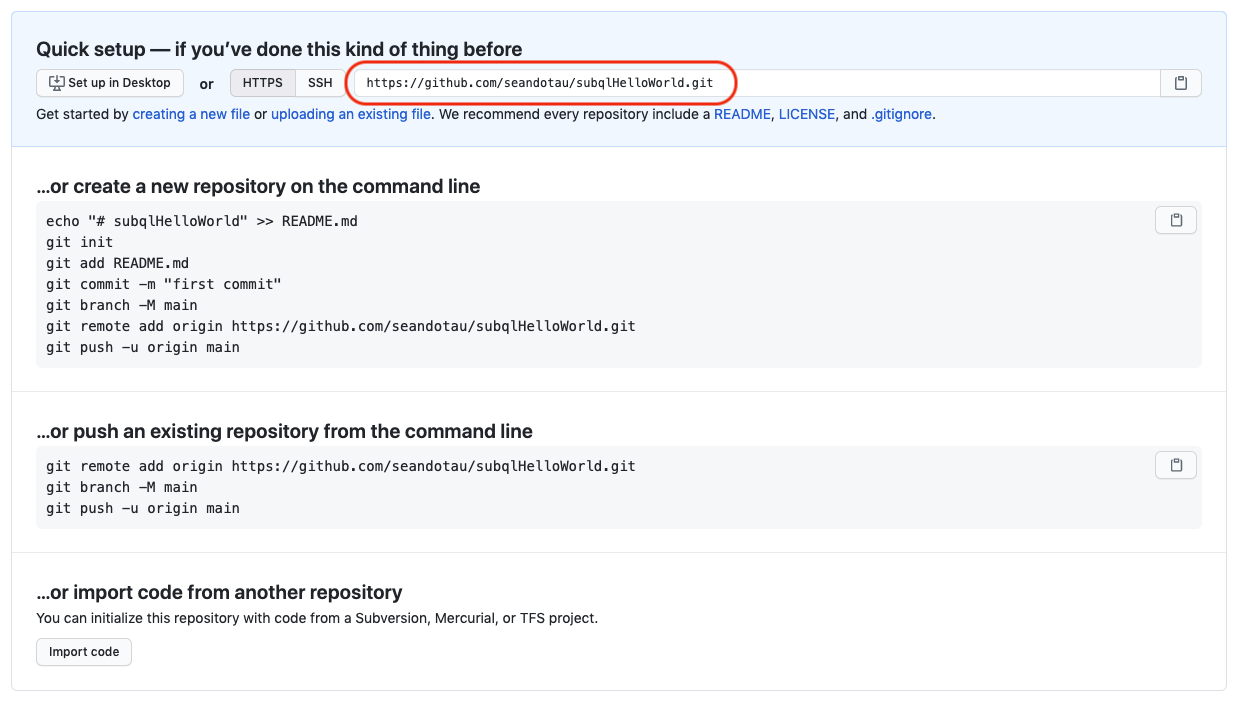 Quick setup — if you've done this kind of thing before
Set up in Desktop or HTTPS SSH https://github.com/seandotau/subqlHelloWorld.git
Get started by creating a new file or uploading an existing file. We recommend every repository include a README, LICENSE, and .gitignore.
…or create a new repository on the command line
echo "# subqlHelloWorld" >> README.md
git init
git add README.md
git commit -m "first commit"
git branch -M main
git remote add origin https://github.com/seandotau/subqlHelloWorld.git
git push -u origin main
…or push an existing repository from the command line
git remote add origin https://github.com/seandotau/subqlHelloWorld.git
git branch -M main
git push -u origin main
…or import code from another repository
You can initialize this repository with code from a Subversion, Mercurial, or TFS project.
Import code